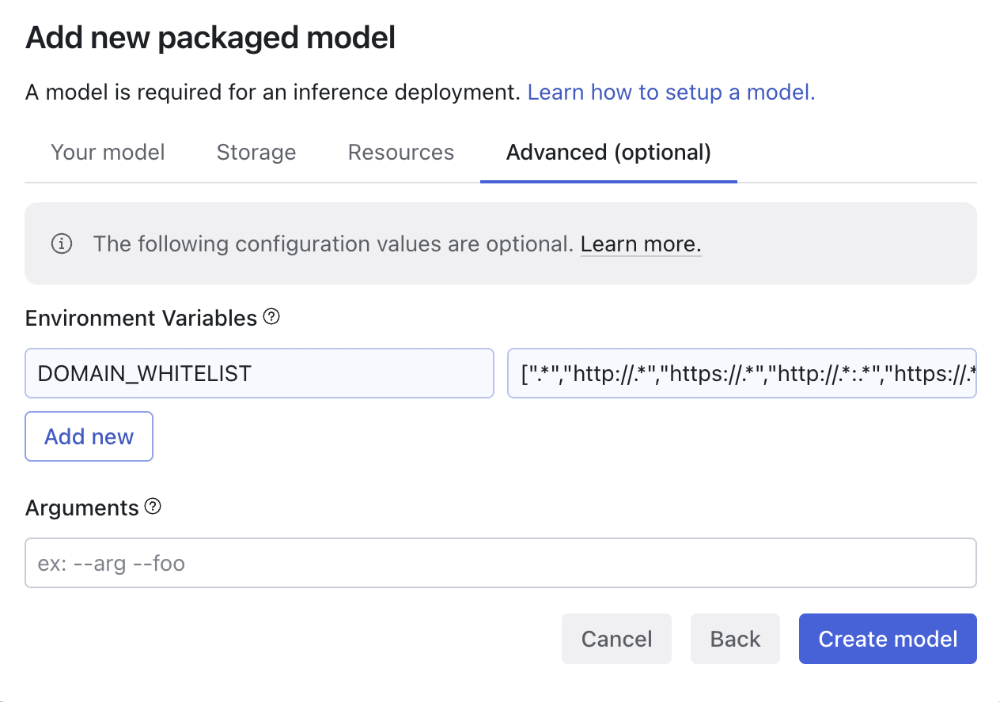 Add new packaged model
A model is required for an inference deployment. Learn how to setup a model.
Your model Storage Resources Advanced (optional)
The following configuration values are optional. Learn more.
Environment Variables
DOMAIN_WHITELIST [".*","http://.*","https://.*","http://.*:.*","https://.*
Add new
Arguments
ex: --arg --foo
Cancel Back Create model